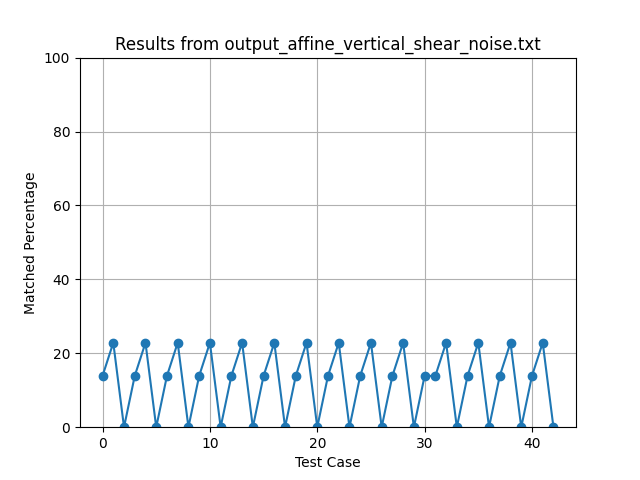 Results from output_affine_vertical_shear_noise.txt
100
80
60
40
20
0
Matched Percentage
0 10 20 30 40
Test Case